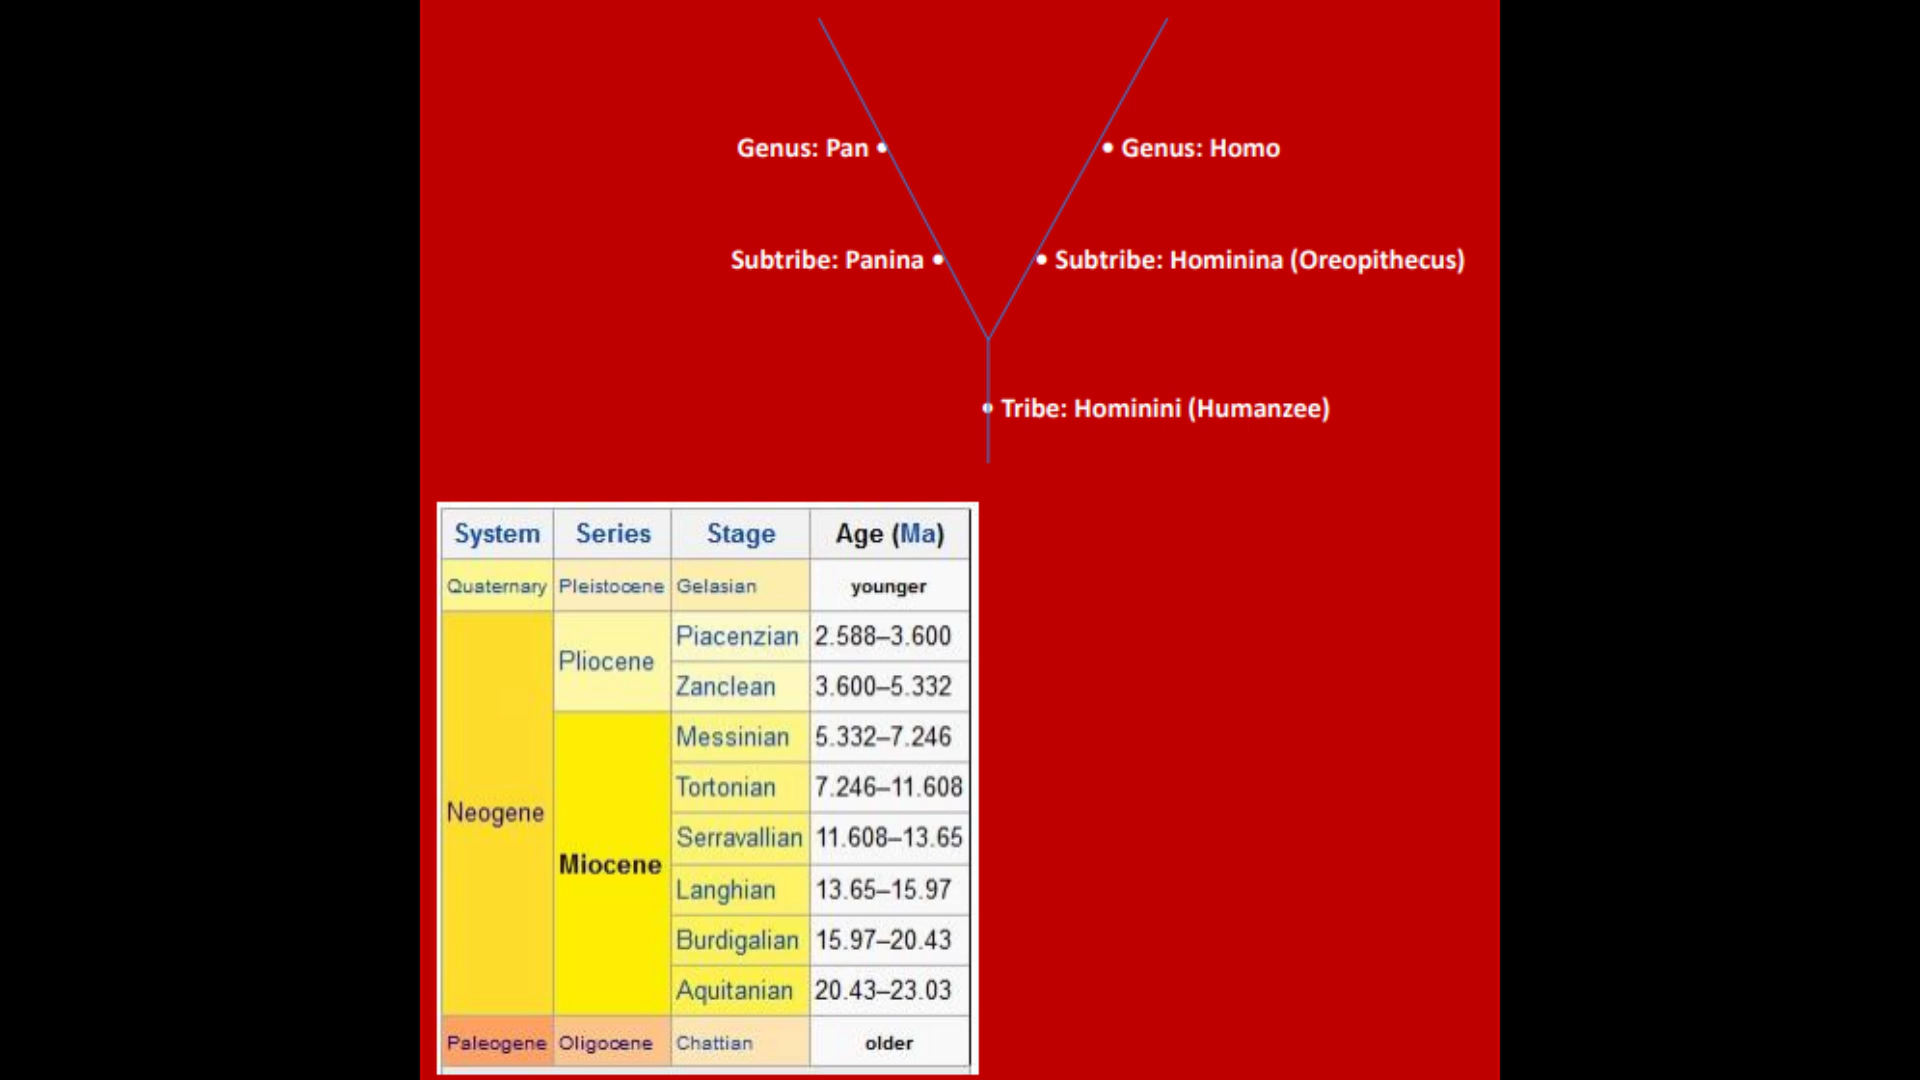 Genus: Pan
Genus: Homo
Subtribe: Panina
Subtribe: Hominina (Oreopithecus)
Tribe: Hominini (Humanzee)
System Series Stage Age (Ma)
Quaternary Pleistocene Gelasian younger
Neogene Pliocene Piacenzian 2.588–3.600
Zanclean 3.600–5.332
Miocene Messinian 5.332–7.246
Tortonian 7.246–11.608
Serravallian 11.608–13.65
Langhian 13.65–15.97
Burdigalian 15.97–20.43
Aquitanian 20.43–23.03
Paleogene Oligocene Chattian older